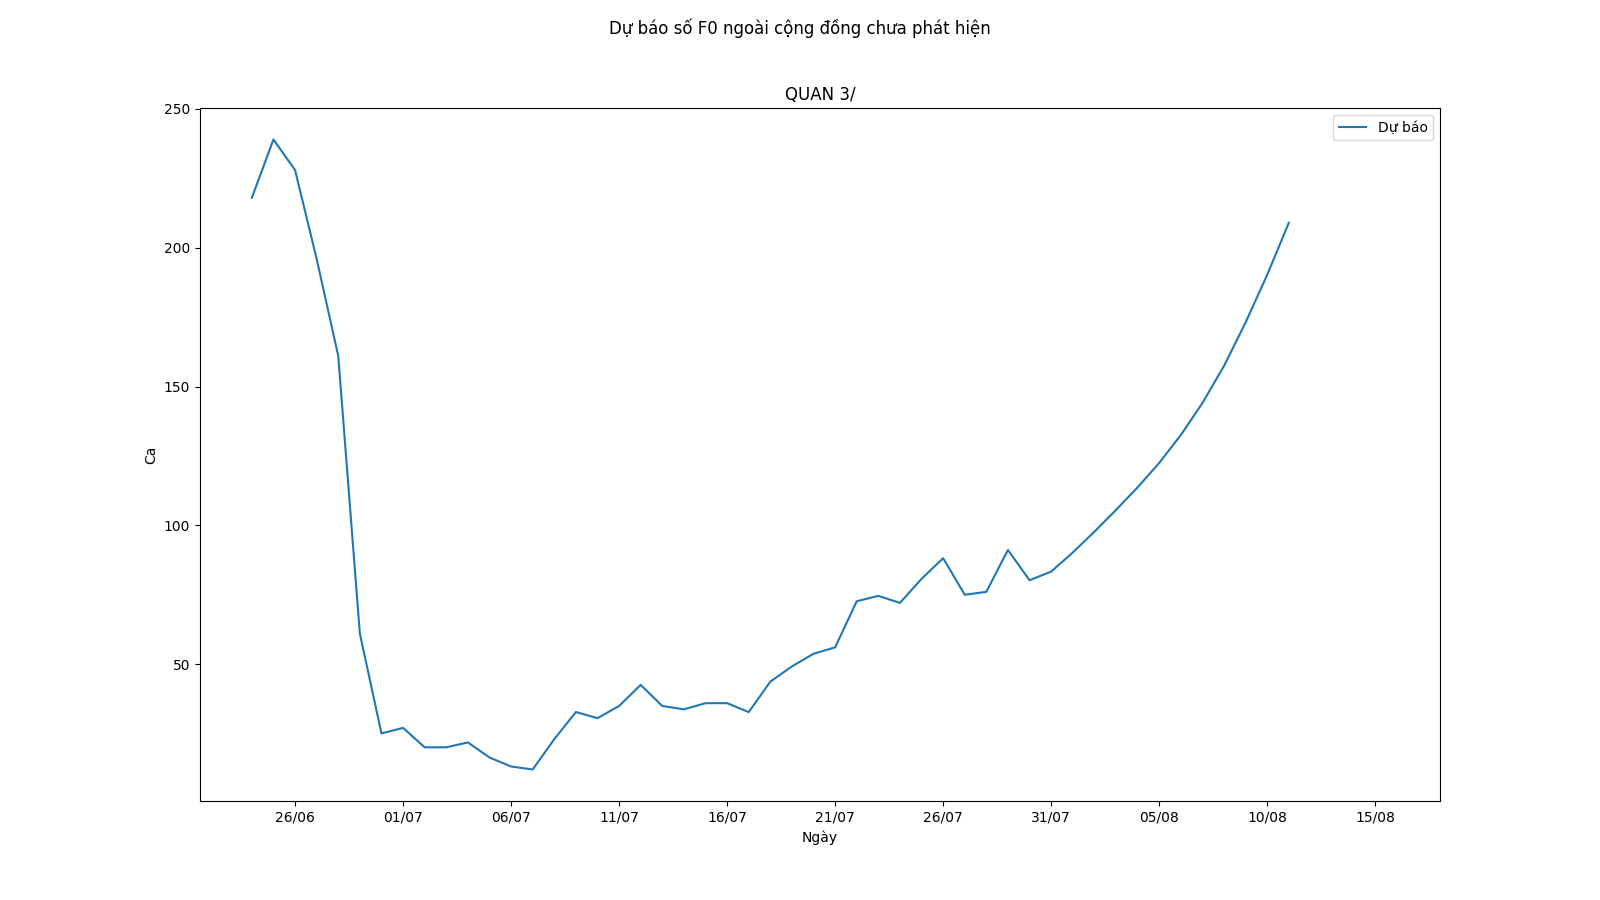 Dự báo số F0 ngoài cộng đồng chưa phát hiện
QUAN 3/
Dự báo
250
200
150
100
50
Ca
26/06 01/07 06/07 11/07 16/07 21/07 26/07 31/07 05/08 10/08 15/08
Ngày